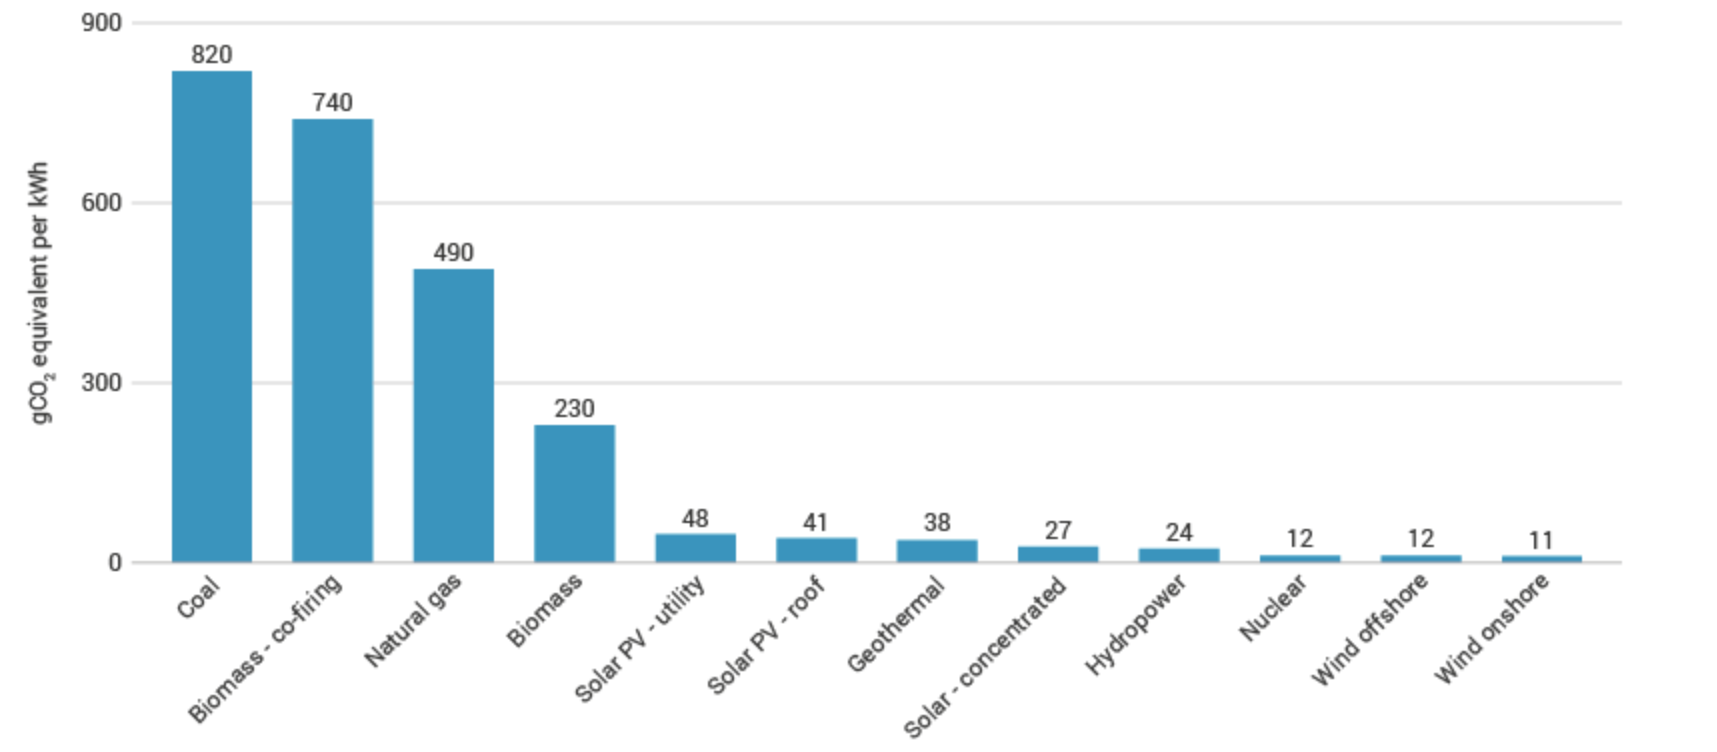 gCO₂ equivalent per kWh
900
600
300
0
820
740
490
230
48
41
38
27
24
12
12
11
Coal
Biomass - co-firing
Natural gas
Biomass
Solar PV - utility
Solar PV - roof
Geothermal
Solar - concentrated
Hydropower
Nuclear
Wind offshore
Wind onshore